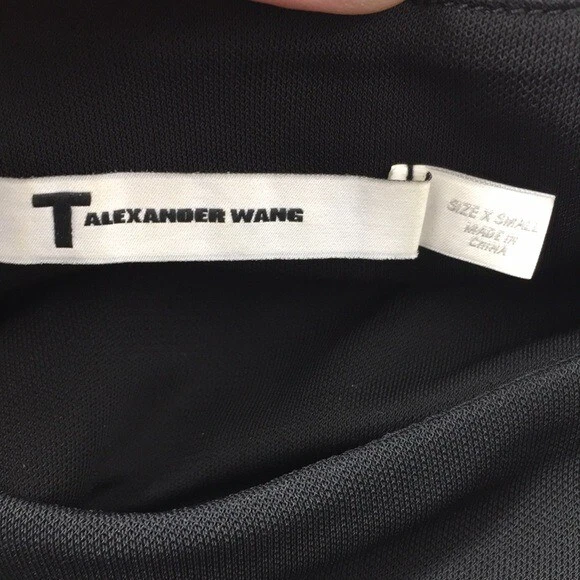 T ALEXANDER WANG
SIZE X SMALL
MADE IN
CHINA